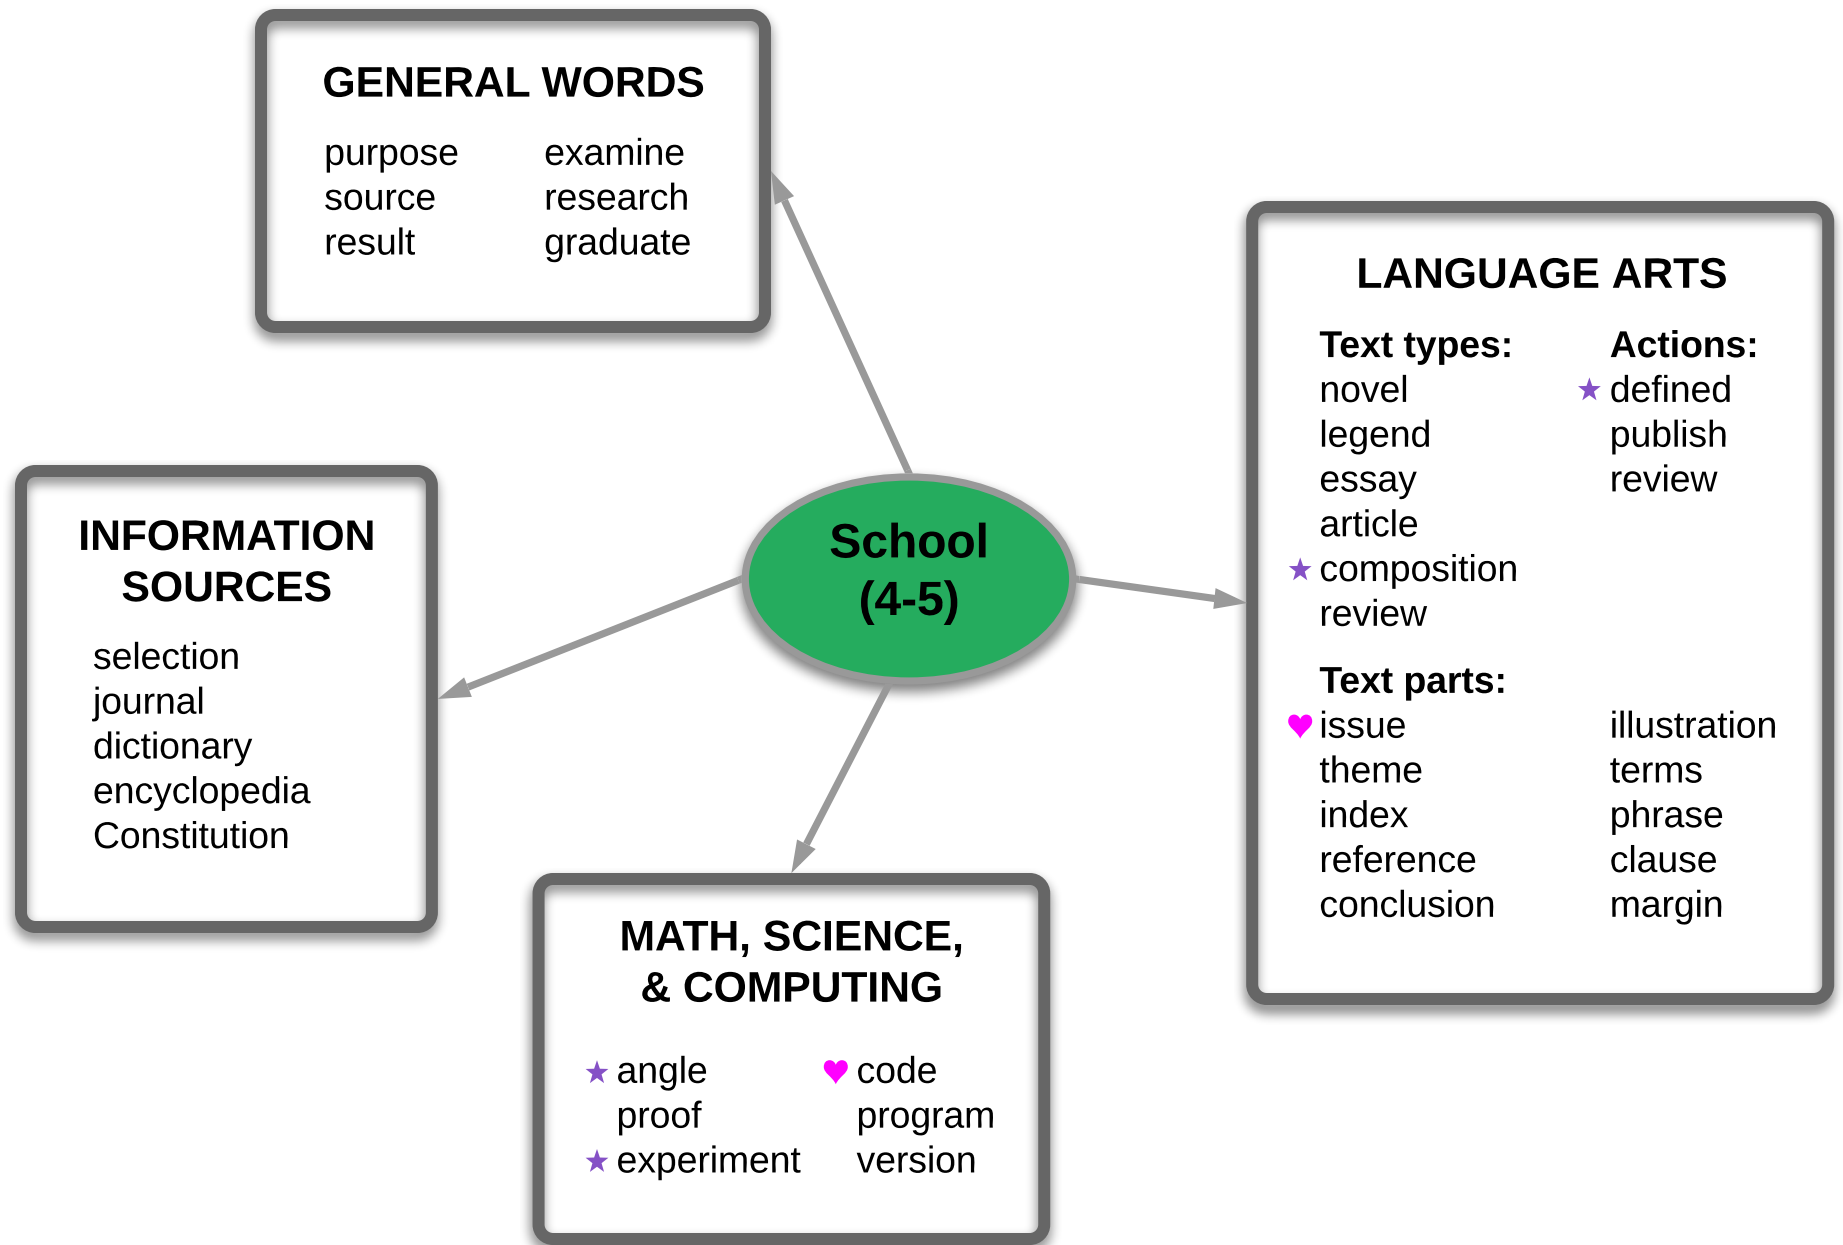 GENERAL WORDS
purpose examine
source research
result graduate
LANGUAGE ARTS
Text types: Actions:
novel ★ defined
legend publish
essay review
article
★ composition
review
Text parts:
♥ issue illustration
theme terms
index phrase
reference clause
conclusion margin
School
(4-5)
INFORMATION
SOURCES
selection
journal
dictionary
encyclopedia
Constitution
MATH, SCIENCE,
& COMPUTING
★ angle ♥ code
proof program
★ experiment version